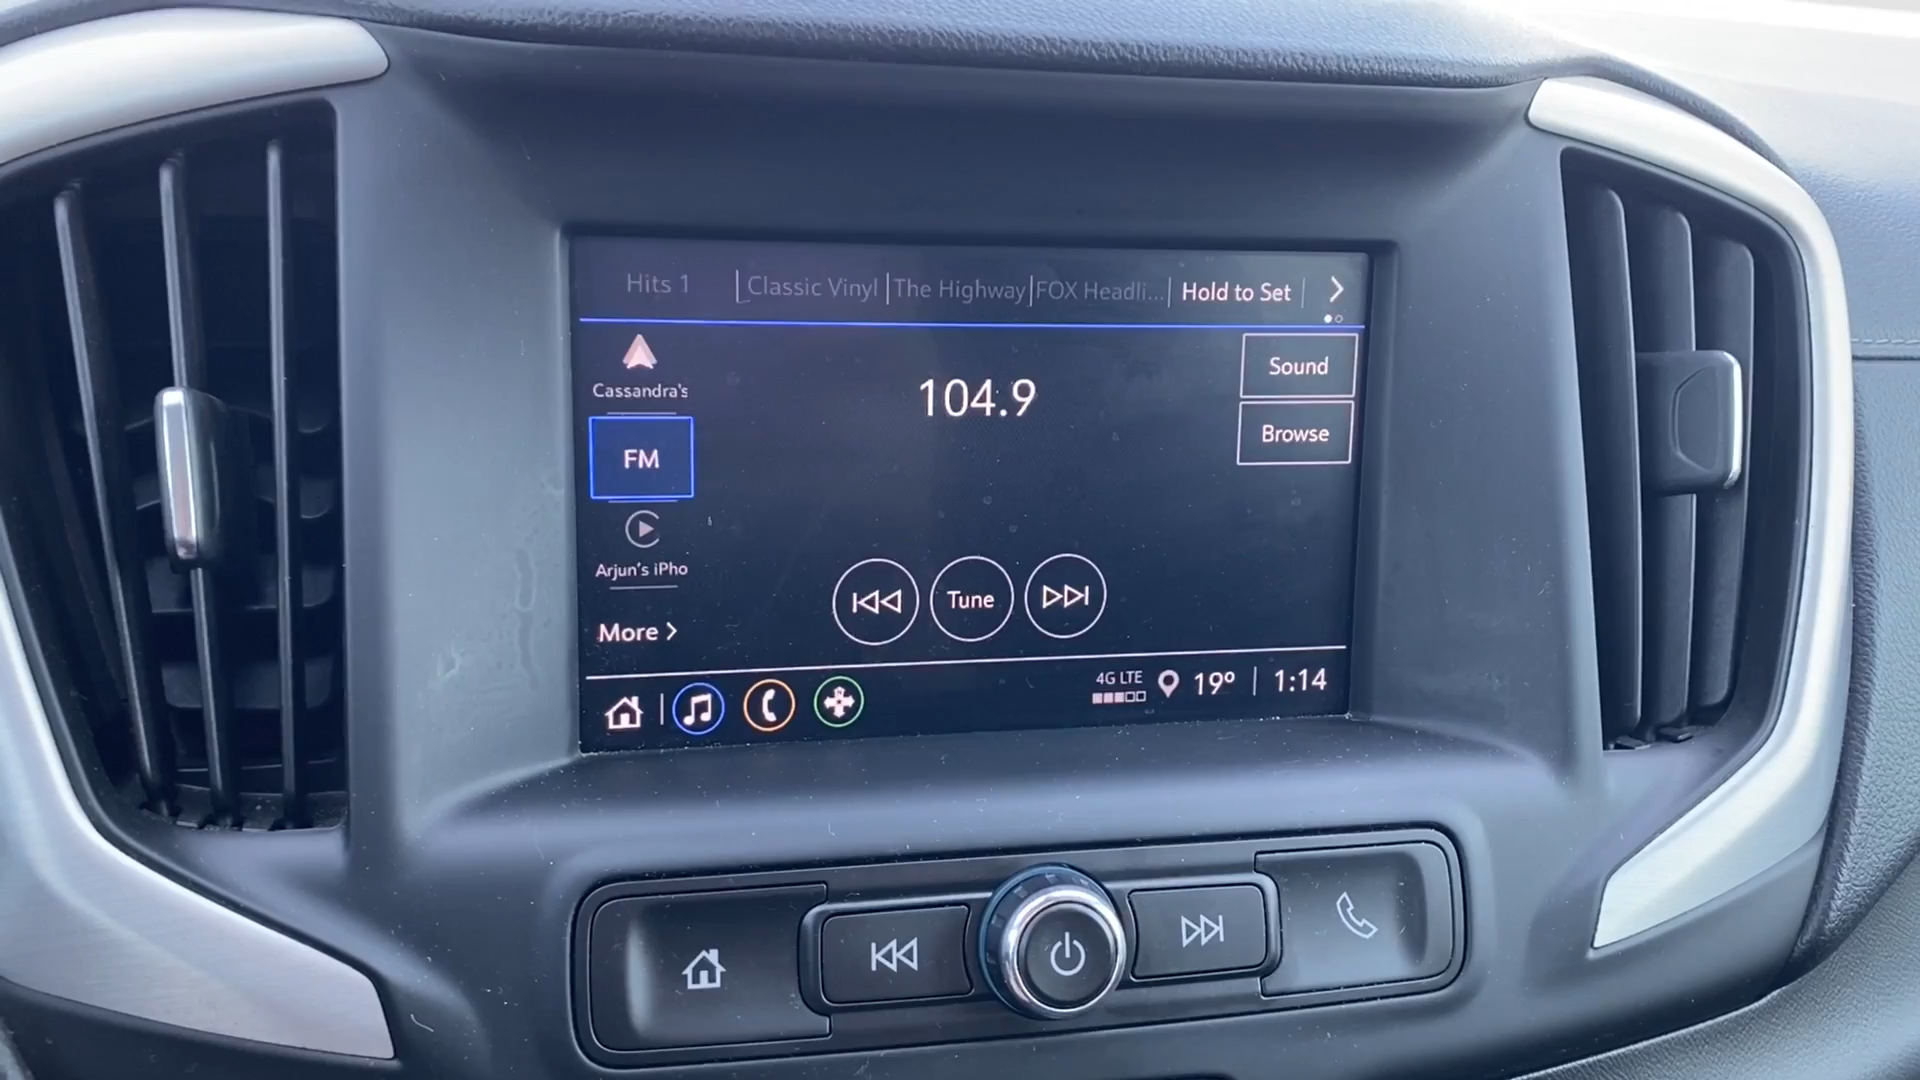 Hits 1 Classic Vinyl The Highway FOX Headli... Hold to Set
Cassandra's
104.9
Sound
FM
Browse
Arjun's iPho
Tune
More
4G LTE
19° 1:14